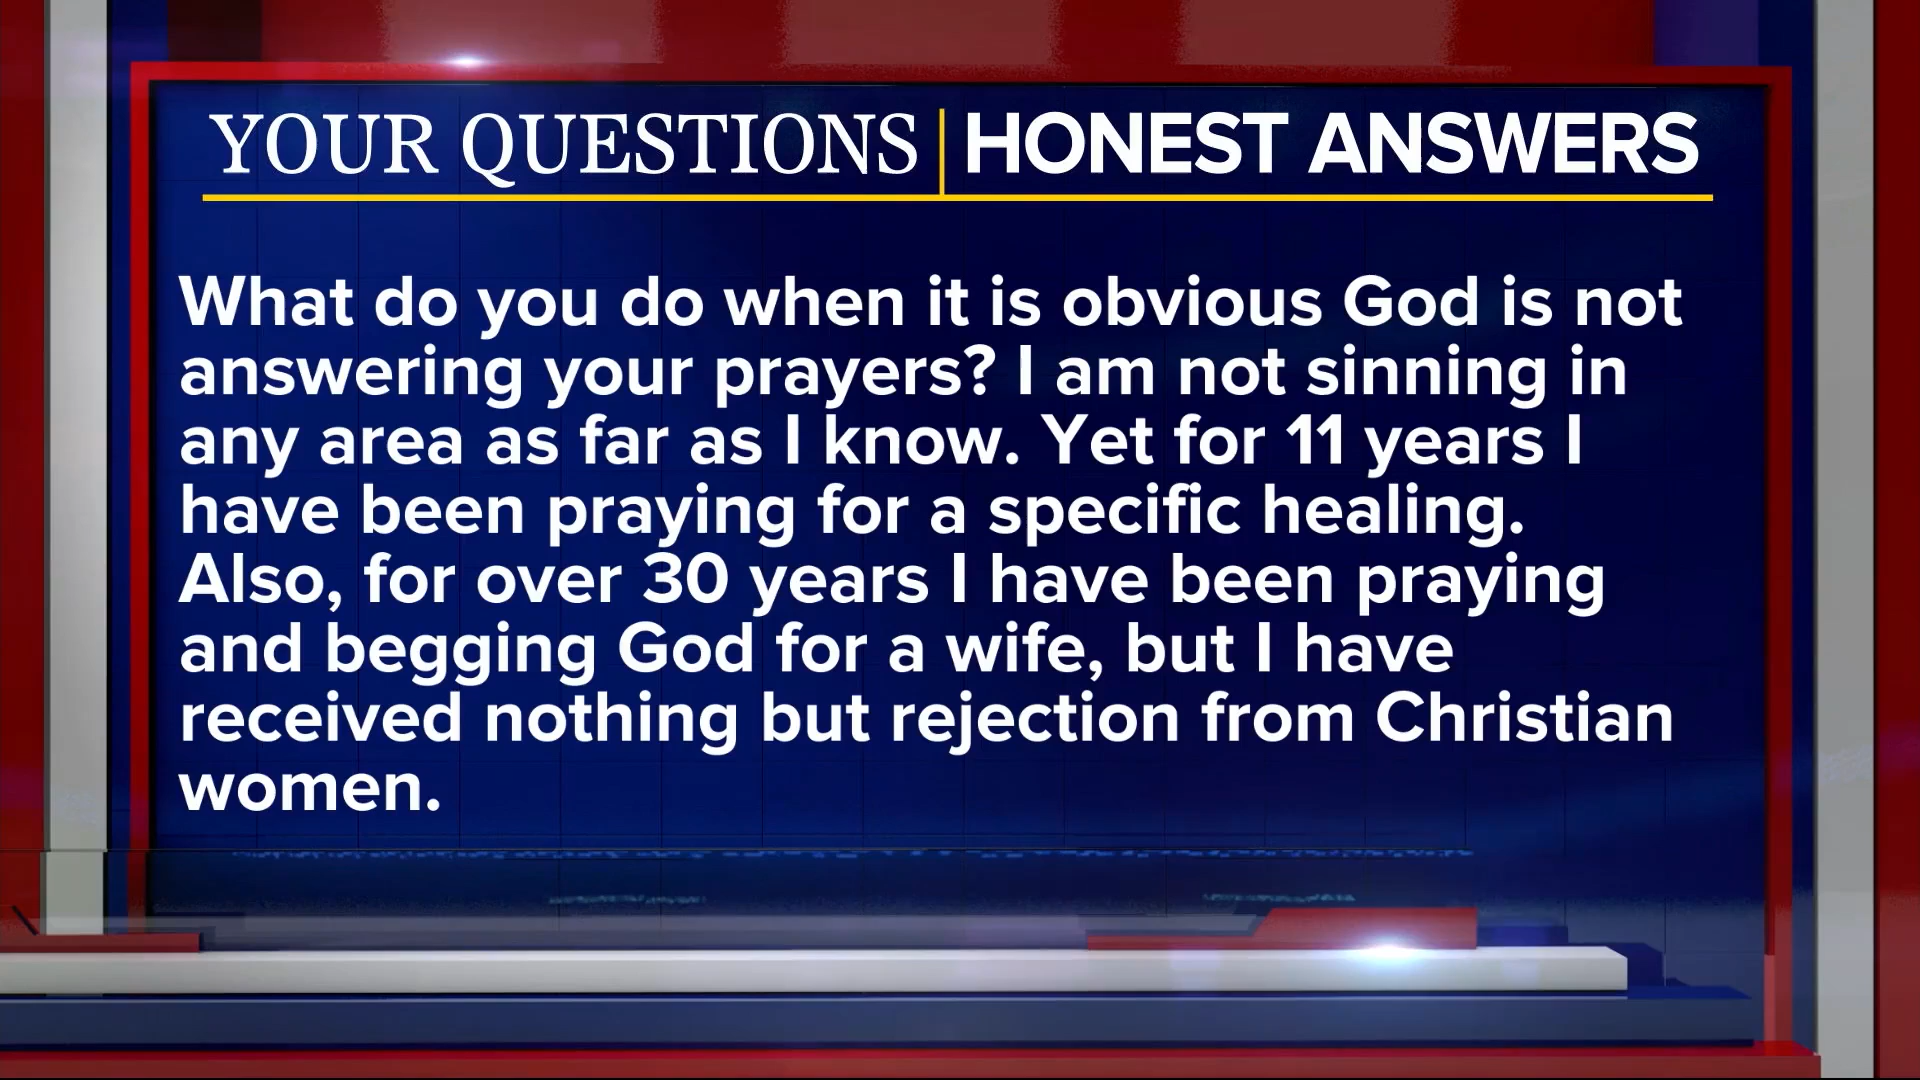 YOUR QUESTIONS HONEST ANSWERS
What do you do when it is obvious God is not
answering your prayers? I am not sinning in
any area as far as I know. Yet for 11 years I
have been praying for a specific healing.
Also, for over 30 years I have been praying
and begging God for a wife, but I have
received nothing but rejection from Christian
women.